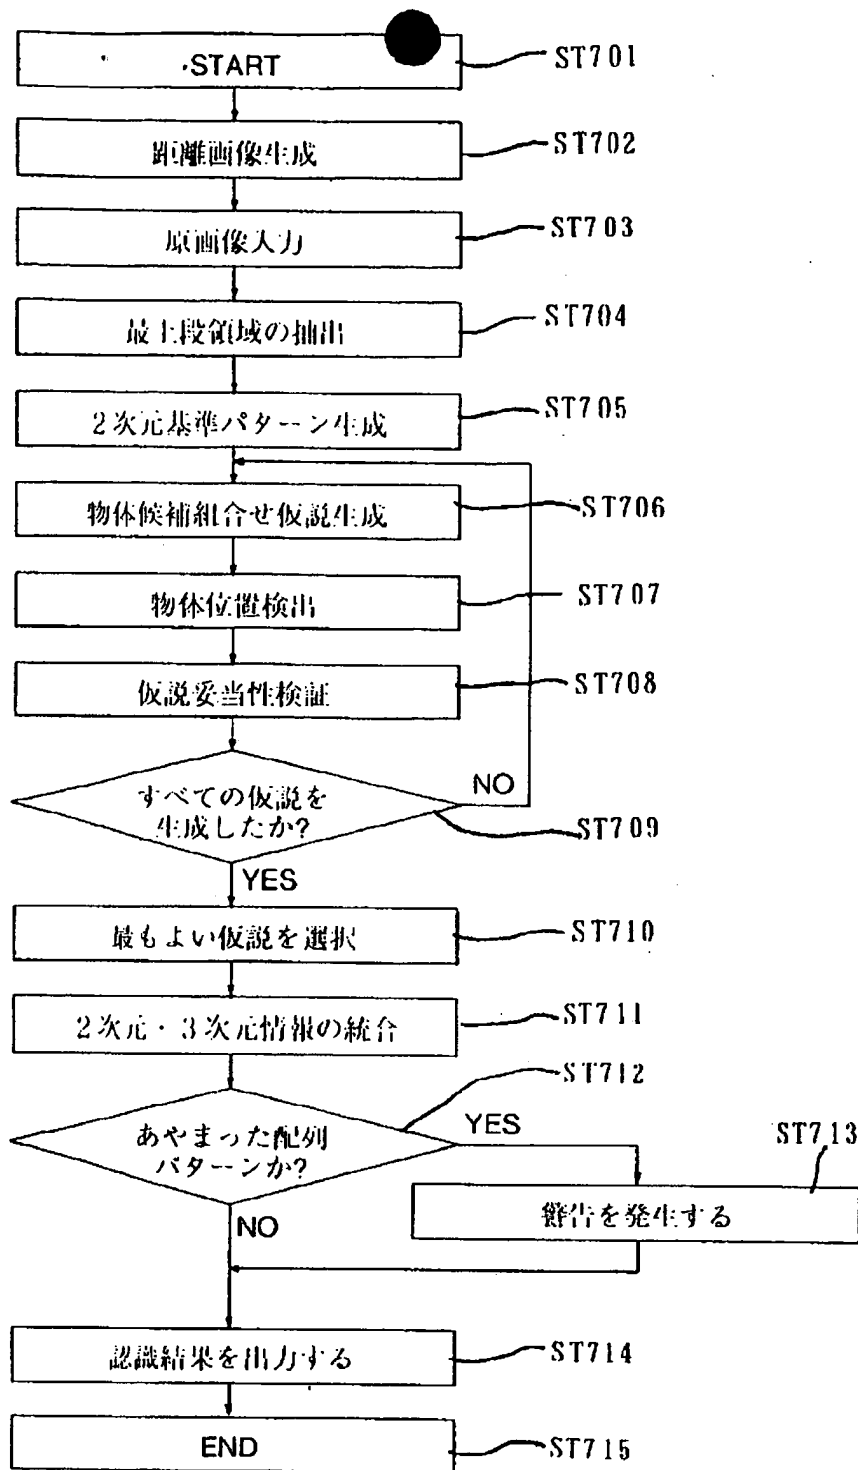 START
ST701
距離画像生成
ST702
原画像入力
ST703
最上段領域の抽出
ST704
2次元基準パターン生成
ST705
物体候補組合せ仮説生成
ST706
物体位置検出
ST707
仮説妥当性検証
ST708
すべての仮説を
生成したか?
NO
ST709
YES
最もよい仮説を選択
ST710
2次元・3次元情報の統合
ST711
ST712
あやまった配列
パターンか?
YES
ST713
警告を発生する
NO
認識結果を出力する
ST714
END
ST715